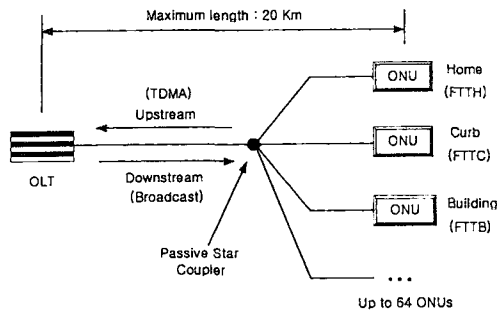 Maximum length : 20 Km
ONU
Home
(FTTH)
(TDMA)
Upstream
ONU
Curb
(FTTC)
OLT
Downstream
(Broadcast)
ONU
Building
(FTTB)
Passive Star
Coupler
...
Up to 64 ONUs